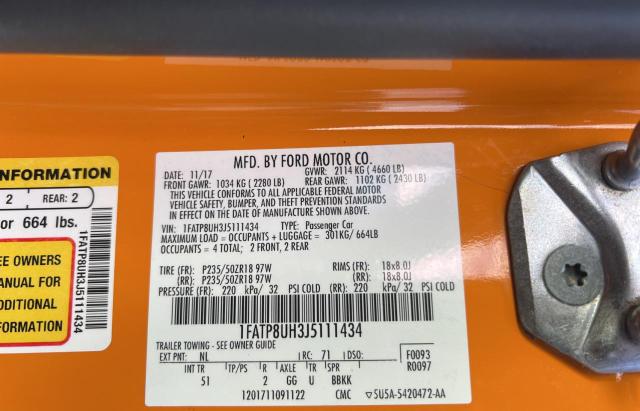 INFORMATION
2 REAR: 2
or 664 lbs.
EE OWNERS
MANUAL FOR
ADDITIONAL
FORMATION
1FATP8UH3J5111434
MFD. BY FORD MOTOR CO.
DATE: 11/17 GVWR: 2114 KG ( 4660 LB)
FRONT GAWR: 1034 KG ( 2280 LB) REAR GAWR: 1102 KG ( 2430 LB)
THIS VEHICLE CONFORMS TO ALL APPLICABLE FEDERAL MOTOR
VEHICLE SAFETY, BUMPER, AND THEFT PREVENTION STANDARDS
IN EFFECT ON THE DATE OF MANUFACTURE SHOWN ABOVE.
VIN: 1FATP8UH3J5111434 TYPE: Passenger Car
MAXIMUM LOAD = OCCUPANTS + LUGGAGE = 301KG/ 664LB
OCCUPANTS = 4 TOTAL; 2 FRONT, 2 REAR
TIRE (FR): P235/50ZR18 97W RIMS (FR): 18x8.0J
TIRE (RR): P235/50ZR18 97W (RR): 18x8.0J
PRESSURE (FR): 220 kPa/ 32 PSI COLD (RR): 220 kPa/ 32 PSI COLD
1FATP8UH3J5111434
TRAILER TOWING - SEE OWNER GUIDE
EXT PNT: NL RC: 71 DSO: F0093
R0097
INT TR TP/PS R AXLE TR SPR
51 2 GG U BBKK
1201711091122 CMC SU5A-5420472-AA